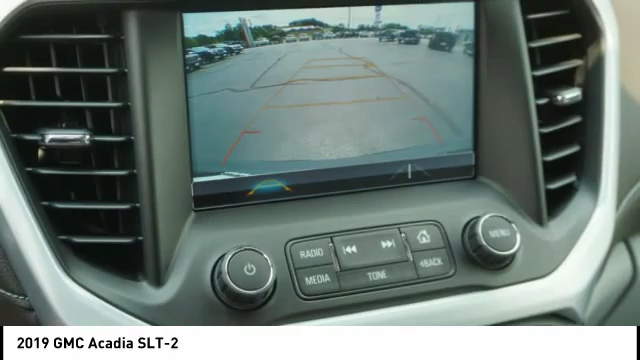 RADIO
MEDIA
TONE
BACK
MENU
2019 GMC Acadia SLT-2